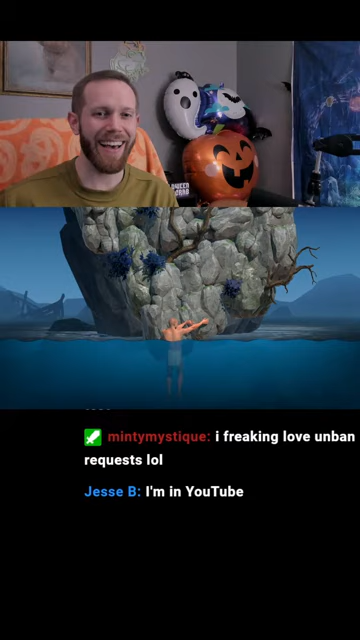 mintymystique: i freaking love unban
requests lol
Jesse B: I'm in YouTube